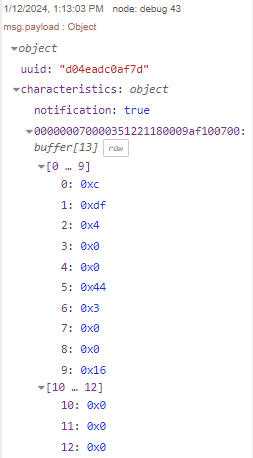 1/12/2024, 1:13:03 PM node: debug 43
msg.payload : Object
object
uuid: "d04eadc0af7d"
characteristics: object
notification: true
000000070000351221180009af100700:
buffer[13] raw
[0 … 9]
0: 0xc
1: 0xdf
2: 0x4
3: 0x0
4: 0x0
5: 0x44
6: 0x3
7: 0x0
8: 0x0
9: 0x16
[10 … 12]
10: 0x0
11: 0x0
12: 0x0